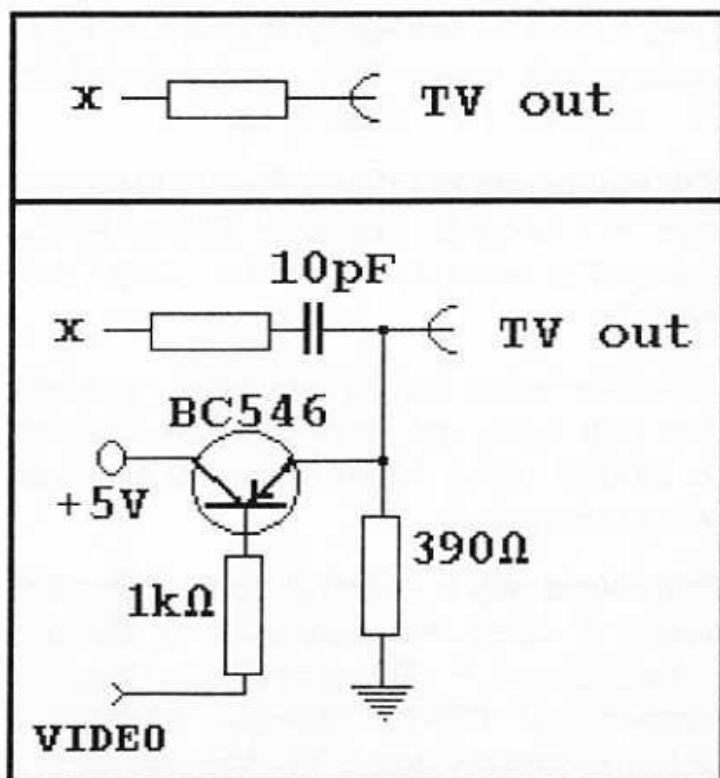 x TV out
10pF
x TV out
BC546
+5V
390Ω
1kΩ
VIDEO